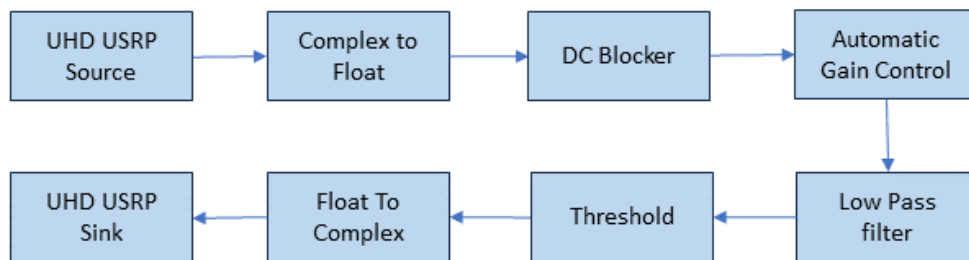 UHD USRP
Source
Complex to
Float
DC Blocker
Automatic
Gain Control
UHD USRP
Sink
Float To
Complex
Threshold
Low Pass
filter